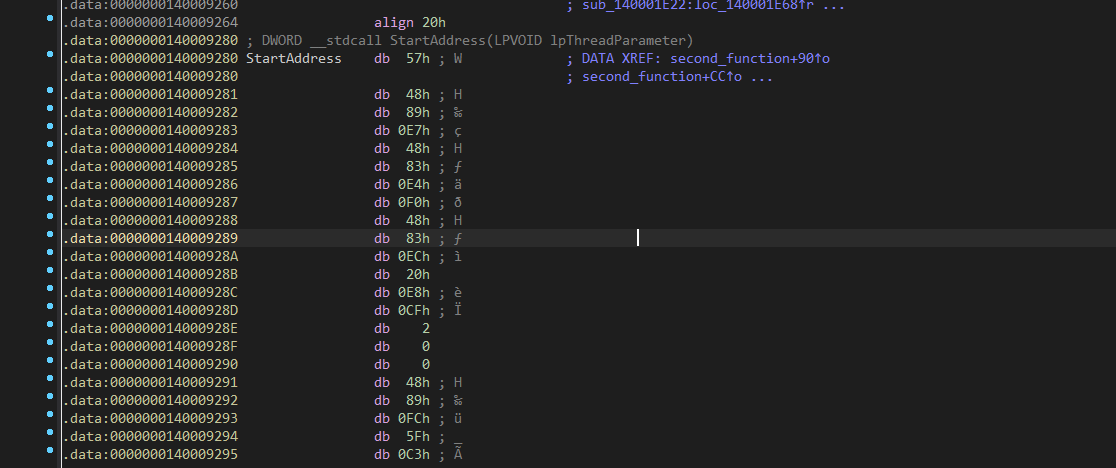 .data:0000000140009260 ; sub_140001E22:loc_140001E68↑r ...
.data:0000000140009264 align 20h
.data:0000000140009280 ; DWORD __stdcall StartAddress(LPVOID lpThreadParameter)
.data:0000000140009280 StartAddress db 57h ; W ; DATA XREF: second_function+90↑o
.data:0000000140009280 ; second_function+CC↑o ...
.data:0000000140009281 db 48h ; H
.data:0000000140009282 db 89h ; ‰
.data:0000000140009283 db 0E7h ; ç
.data:0000000140009284 db 48h ; H
.data:0000000140009285 db 83h ; ƒ
.data:0000000140009286 db 0E4h ; ä
.data:0000000140009287 db 0F0h ; ð
.data:0000000140009288 db 48h ; H
.data:0000000140009289 db 83h ; ƒ
.data:000000014000928A db 0ECh ; ì
.data:000000014000928B db 20h
.data:000000014000928C db 0E8h ; è
.data:000000014000928D db 0CFh ; Ï
.data:000000014000928E db 2
.data:000000014000928F db 0
.data:0000000140009290 db 0
.data:0000000140009291 db 48h ; H
.data:0000000140009292 db 89h ; ‰
.data:0000000140009293 db 0FCh ; ü
.data:0000000140009294 db 5Fh ; _
.data:0000000140009295 db 0C3h ; Ã